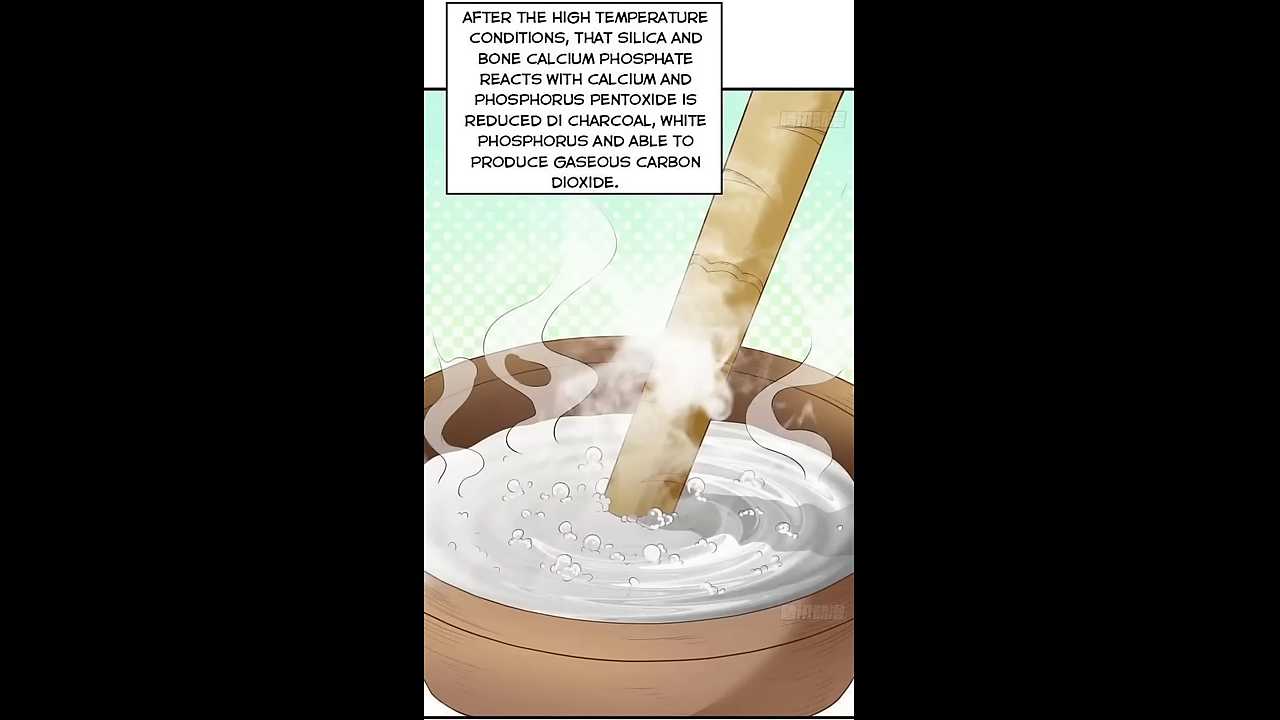 AFTER THE HIGH TEMPERATURE
CONDITIONS, THAT SILICA AND
BONE CALCIUM PHOSPHATE
REACTS WITH CALCIUM AND
PHOSPHORUS PENTOXIDE IS
REDUCED DI CHARCOAL, WHITE
PHOSPHORUS AND ABLE TO
PRODUCE GASEOUS CARBON
DIOXIDE.